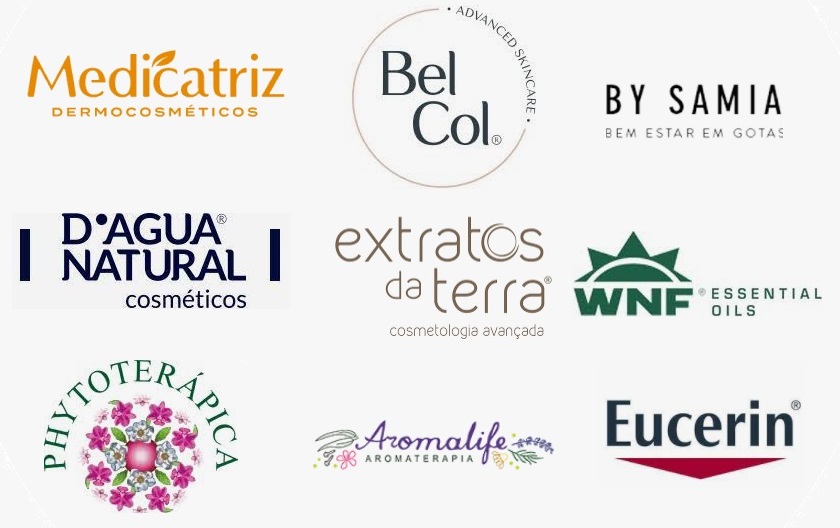 Medicatriz
DERMOCOSMÉTICOS
• ADVANCED SKINCARE •
Bel
Col®
BY SAMIA
BEM ESTAR EM GOTAS
D'AGUA®
NATURAL
cosméticos
extratos
da terra®
cosmetologia avançada
WNF® ESSENTIAL
OILS
PHYTOTERÁPICA
Aromalife
AROMATERAPIA
Eucerin®